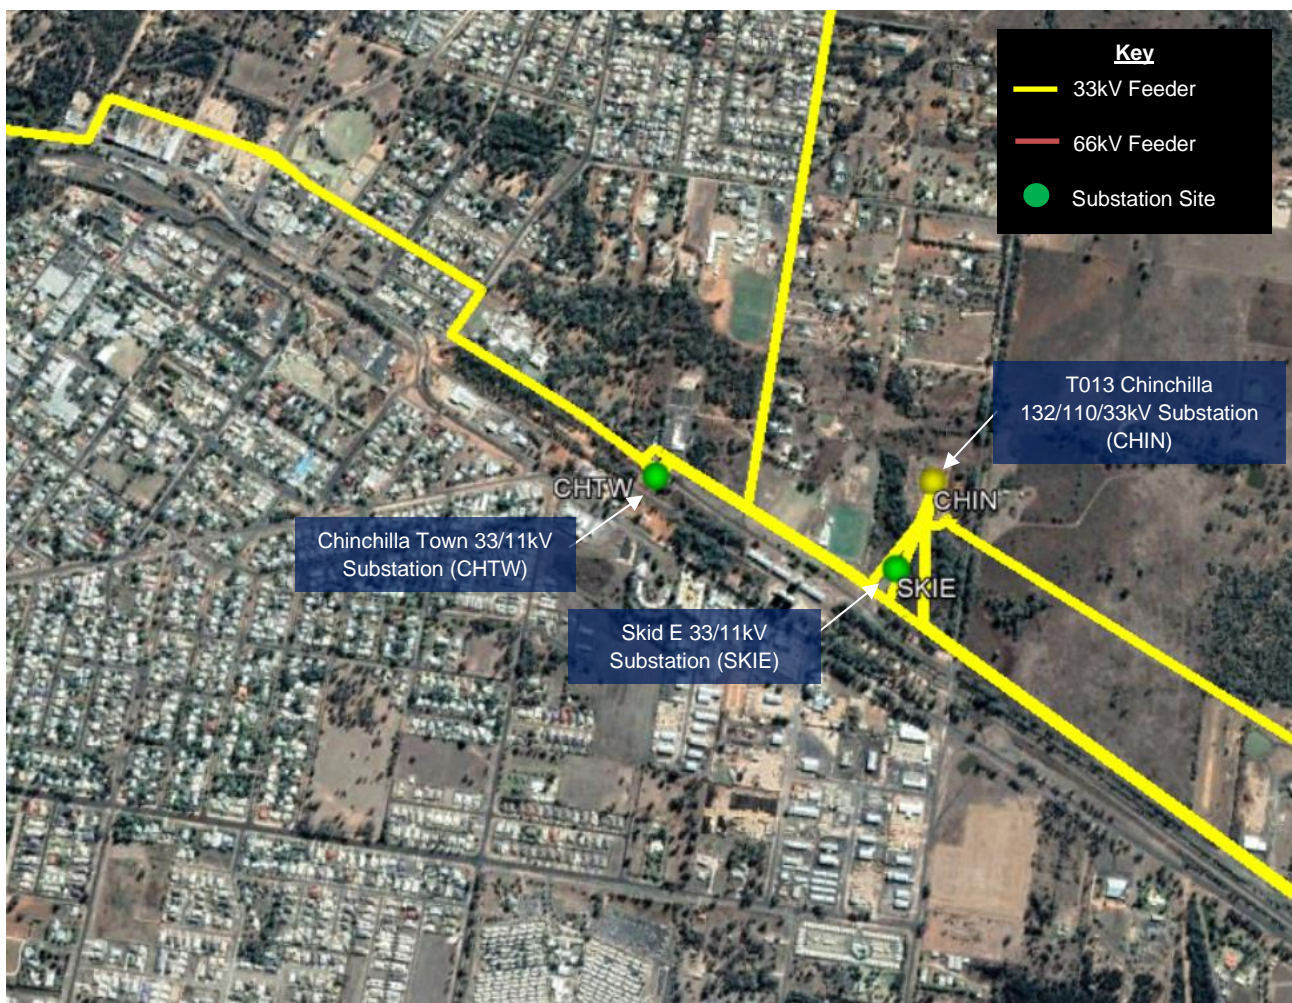 Key
33kV Feeder
66kV Feeder
Substation Site
T013 Chinchilla
132/110/33kV Substation
(CHIN)
CHTW
CHIN
Chinchilla Town 33/11kV
Substation (CHTW)
SKIE
Skid E 33/11kV
Substation (SKIE)